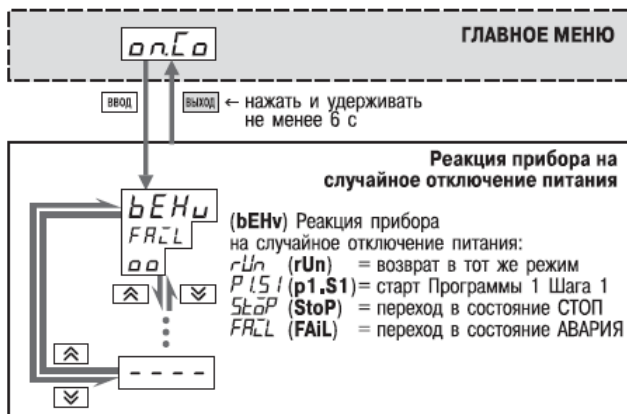 ГЛАВНОЕ МЕНЮ
on.Co
ВВОД
ВЫХОД ← нажать и удерживать
не менее 6 с
Реакция прибора на
случайное отключение питания
bEHv
FAiL
oo
(bEHv) Реакция прибора
на случайное отключение питания:
rUn (rUn) = возврат в тот же режим
P1.S1 (p1.S1) = старт Программы 1 Шага 1
StoP (StoP) = переход в состояние СТОП
FAiL (FAiL) = переход в состояние АВАРИЯ
- - - -